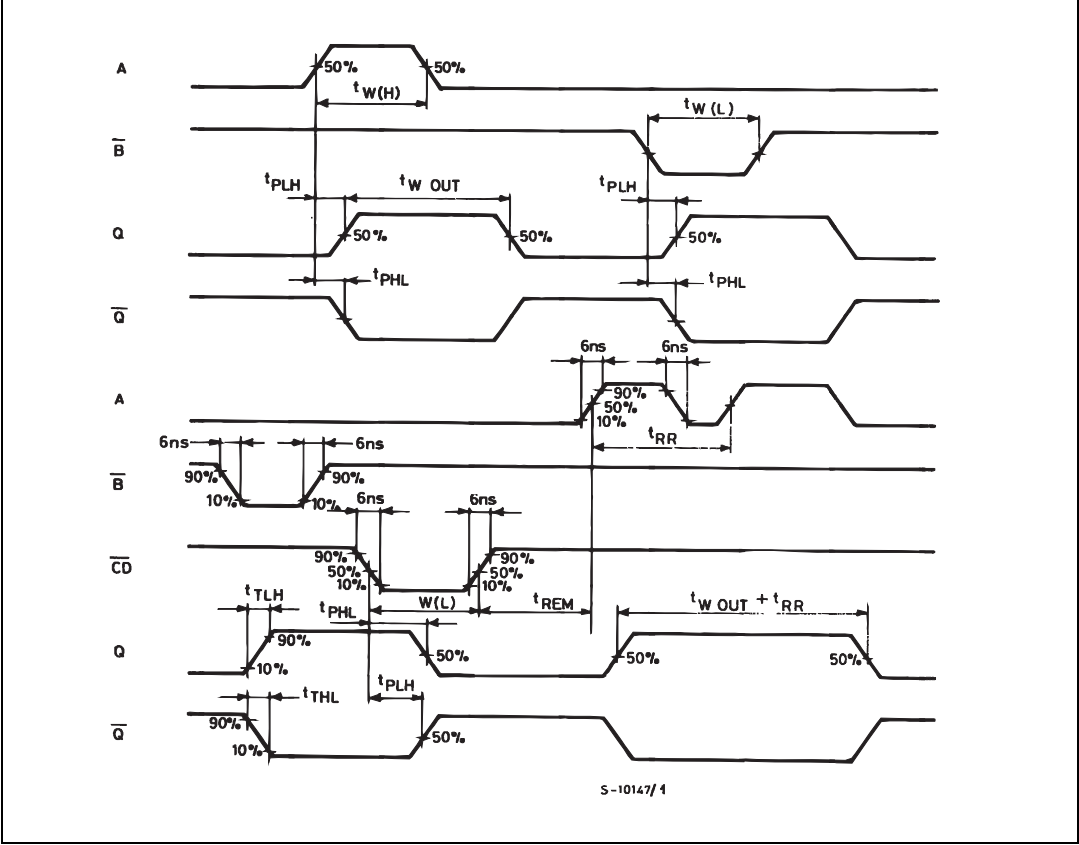 A
50%
50%
t W(H)
t W (L)
B
t PLH
t W OUT
t PLH
Q
50%
50%
50%
t PHL
t PHL
Q
6ns
6ns
A
90%
50%
10%
t RR
6ns
6ns
B
90%
90%
10%
10%
6ns
6ns
CD
90%
90%
50%
50%
10%
10%
t TLH
t PHL
W(L)
t REM
t W OUT + t RR
Q
90%
50%
50%
50%
10%
t THL
t PLH
Q
90%
50%
10%
S-10147/1